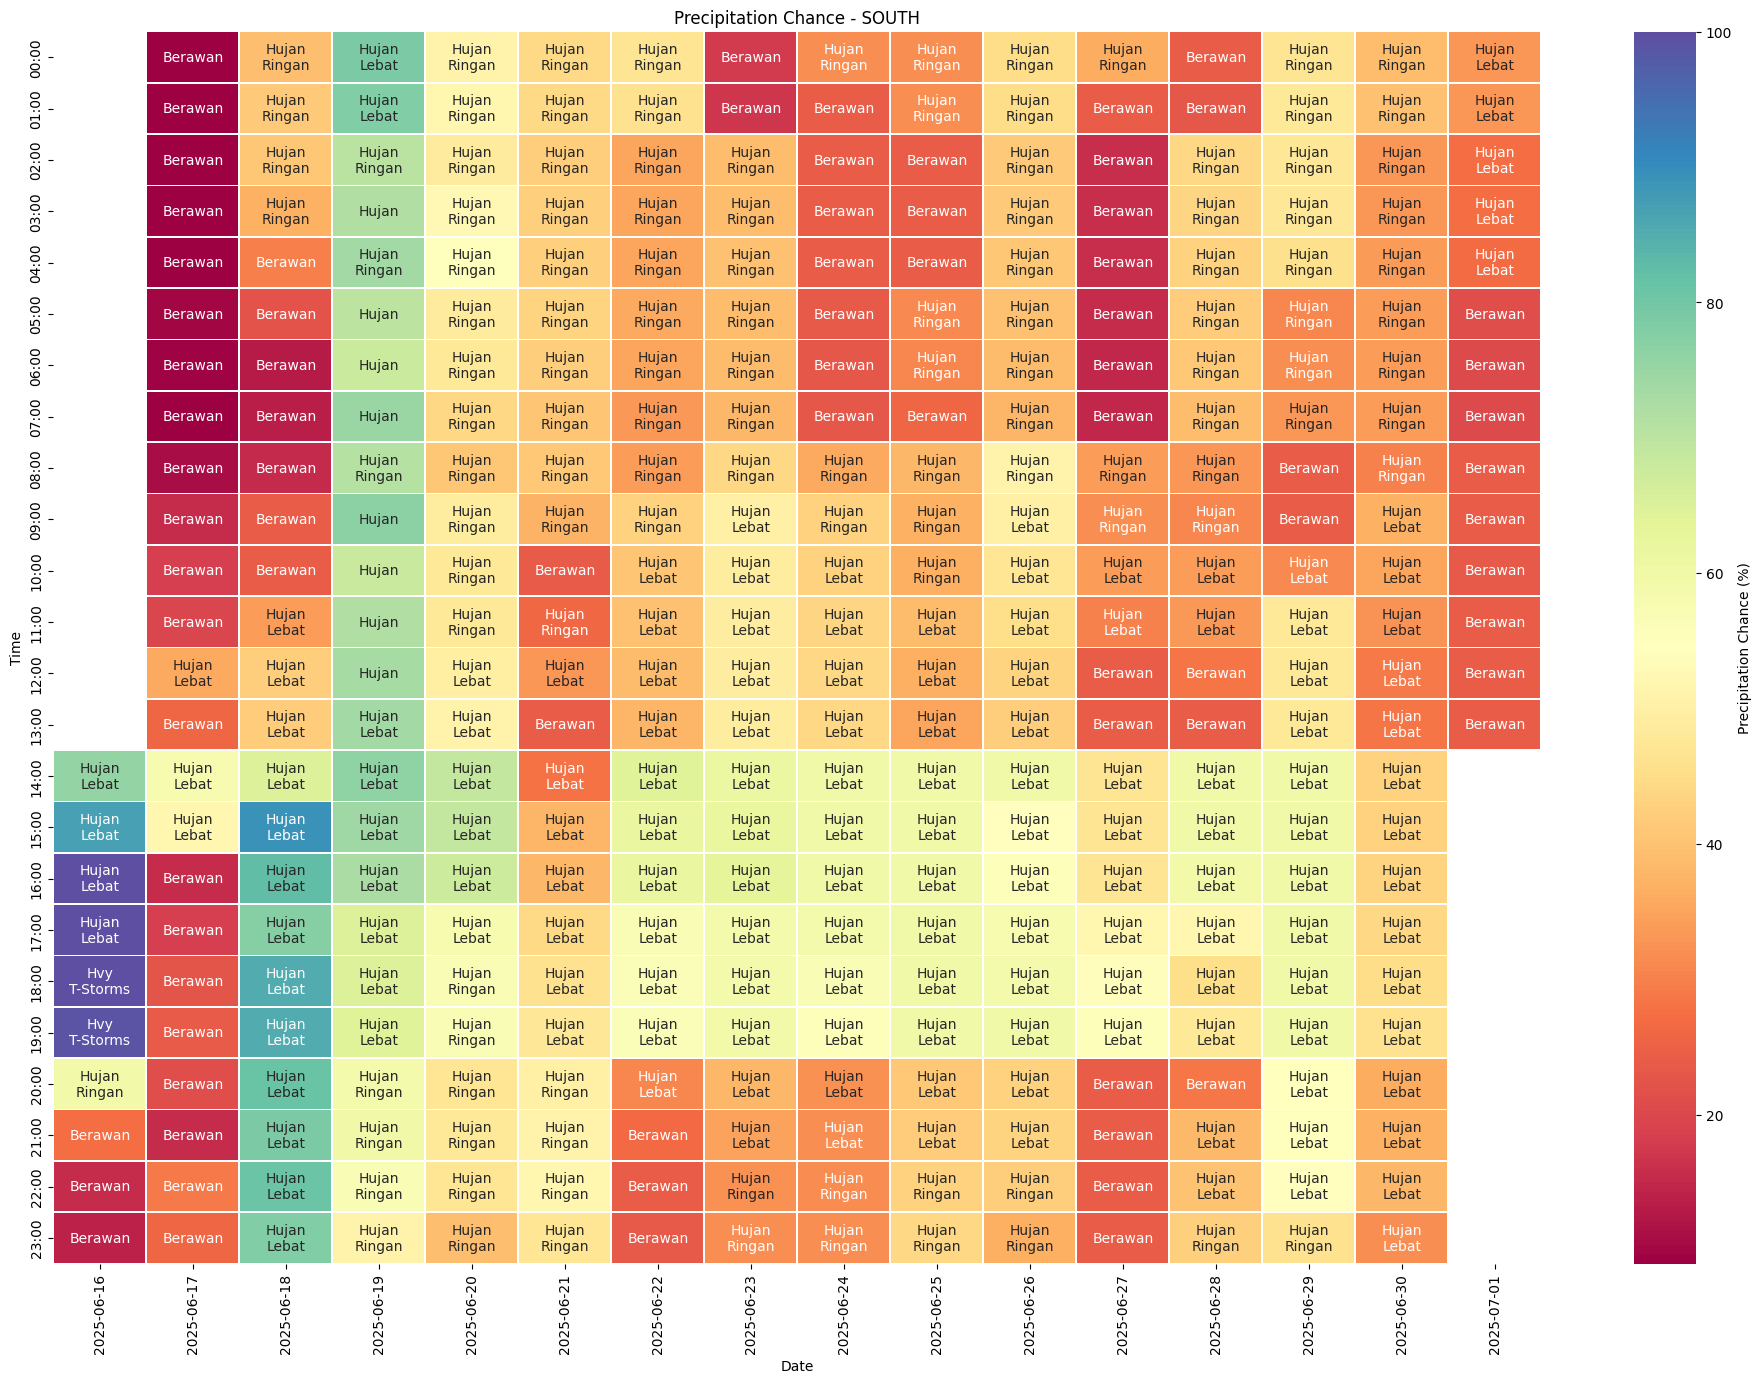 Precipitation Chance - SOUTH
00:00 Berawan Hujan Ringan Hujan Lebat Hujan Ringan Hujan Ringan Hujan Ringan Berawan Hujan Ringan Hujan Ringan Hujan Ringan Hujan Ringan Berawan Hujan Ringan Hujan Ringan Hujan Lebat
01:00 Berawan Hujan Ringan Hujan Lebat Hujan Ringan Hujan Ringan Hujan Ringan Berawan Berawan Hujan Ringan Hujan Ringan Berawan Berawan Hujan Ringan Hujan Ringan Hujan Lebat
02:00 Berawan Hujan Ringan Hujan Ringan Hujan Ringan Hujan Ringan Hujan Ringan Hujan Ringan Berawan Berawan Hujan Ringan Berawan Hujan Ringan Hujan Ringan Hujan Ringan Hujan Lebat
03:00 Berawan Hujan Ringan Hujan Hujan Ringan Hujan Ringan Hujan Ringan Hujan Ringan Berawan Berawan Hujan Ringan Berawan Hujan Ringan Hujan Ringan Hujan Ringan Hujan Lebat
04:00 Berawan Berawan Hujan Ringan Hujan Ringan Hujan Ringan Hujan Ringan Hujan Ringan Berawan Berawan Hujan Ringan Berawan Hujan Ringan Hujan Ringan Hujan Ringan Hujan Lebat
05:00 Berawan Berawan Hujan Hujan Ringan Hujan Ringan Hujan Ringan Hujan Ringan Berawan Hujan Ringan Hujan Ringan Berawan Hujan Ringan Hujan Ringan Hujan Ringan Berawan
06:00 Berawan Berawan Hujan Hujan Ringan Hujan Ringan Hujan Ringan Hujan Ringan Berawan Hujan Ringan Hujan Ringan Berawan Hujan Ringan Hujan Ringan Hujan Ringan Berawan
07:00 Berawan Berawan Hujan Hujan Ringan Hujan Ringan Hujan Ringan Hujan Ringan Berawan Berawan Hujan Ringan Berawan Hujan Ringan Hujan Ringan Hujan Ringan Berawan
08:00 Berawan Berawan Hujan Ringan Hujan Ringan Hujan Ringan Hujan Ringan Hujan Ringan Hujan Ringan Hujan Ringan Hujan Ringan Hujan Ringan Hujan Ringan Berawan Hujan Ringan Berawan
09:00 Berawan Berawan Hujan Hujan Ringan Hujan Ringan Hujan Ringan Hujan Lebat Hujan Ringan Hujan Ringan Hujan Lebat Hujan Ringan Hujan Ringan Berawan Hujan Lebat Berawan
10:00 Berawan Berawan Hujan Hujan Ringan Berawan Hujan Lebat Hujan Lebat Hujan Lebat Hujan Ringan Hujan Lebat Hujan Lebat Hujan Lebat Hujan Lebat Hujan Lebat Berawan
11:00 Berawan Hujan Lebat Hujan Hujan Ringan Hujan Ringan Hujan Lebat Hujan Lebat Hujan Lebat Hujan Lebat Hujan Lebat Hujan Lebat Hujan Lebat Hujan Lebat Hujan Lebat Berawan
12:00 Hujan Lebat Hujan Lebat Hujan Hujan Lebat Hujan Lebat Hujan Lebat Hujan Lebat Hujan Lebat Hujan Lebat Hujan Lebat Berawan Berawan Hujan Lebat Hujan Lebat Berawan
13:00 Berawan Hujan Lebat Hujan Lebat Hujan Lebat Berawan Hujan Lebat Hujan Lebat Hujan Lebat Hujan Lebat Hujan Lebat Berawan Berawan Hujan Lebat Hujan Lebat Berawan
14:00 Hujan Lebat Hujan Lebat Hujan Lebat Hujan Lebat Hujan Lebat Hujan Lebat Hujan Lebat Hujan Lebat Hujan Lebat Hujan Lebat Hujan Lebat Hujan Lebat Hujan Lebat Hujan Lebat Hujan Lebat
15:00 Hujan Lebat Hujan Lebat Hujan Lebat Hujan Lebat Hujan Lebat Hujan Lebat Hujan Lebat Hujan Lebat Hujan Lebat Hujan Lebat Hujan Lebat Hujan Lebat Hujan Lebat Hujan Lebat Hujan Lebat
16:00 Hujan Lebat Berawan Hujan Lebat Hujan Lebat Hujan Lebat Hujan Lebat Hujan Lebat Hujan Lebat Hujan Lebat Hujan Lebat Hujan Lebat Hujan Lebat Hujan Lebat Hujan Lebat Hujan Lebat
17:00 Hujan Lebat Berawan Hujan Lebat Hujan Lebat Hujan Lebat Hujan Lebat Hujan Lebat Hujan Lebat Hujan Lebat Hujan Lebat Hujan Lebat Hujan Lebat Hujan Lebat Hujan Lebat Hujan Lebat
18:00 Hvy T-Storms Berawan Hujan Lebat Hujan Lebat Hujan Ringan Hujan Lebat Hujan Lebat Hujan Lebat Hujan Lebat Hujan Lebat Hujan Lebat Hujan Lebat Hujan Lebat Hujan Lebat Hujan Lebat
19:00 Hvy T-Storms Berawan Hujan Lebat Hujan Lebat Hujan Ringan Hujan Lebat Hujan Lebat Hujan Lebat Hujan Lebat Hujan Lebat Hujan Lebat Hujan Lebat Hujan Lebat Hujan Lebat Hujan Lebat
20:00 Hujan Ringan Berawan Hujan Lebat Hujan Ringan Hujan Ringan Hujan Ringan Hujan Lebat Hujan Lebat Hujan Lebat Hujan Lebat Hujan Lebat Berawan Berawan Hujan Lebat Hujan Lebat
21:00 Berawan Berawan Hujan Lebat Hujan Ringan Hujan Ringan Hujan Ringan Berawan Hujan Lebat Hujan Lebat Hujan Lebat Hujan Lebat Berawan Hujan Lebat Hujan Lebat Hujan Lebat
22:00 Berawan Berawan Hujan Lebat Hujan Ringan Hujan Ringan Hujan Ringan Berawan Hujan Ringan Hujan Ringan Hujan Ringan Hujan Ringan Berawan Hujan Lebat Hujan Lebat Hujan Lebat
23:00 Berawan Berawan Hujan Lebat Hujan Ringan Hujan Ringan Hujan Ringan Berawan Hujan Ringan Hujan Ringan Hujan Ringan Hujan Ringan Berawan Hujan Ringan Hujan Ringan Hujan Lebat
Time
2025-06-16 2025-06-17 2025-06-18 2025-06-19 2025-06-20 2025-06-21 2025-06-22 2025-06-23 2025-06-24 2025-06-25 2025-06-26 2025-06-27 2025-06-28 2025-06-29 2025-06-30 2025-07-01
Date
100
80
60
40
20
Precipitation Chance (%)